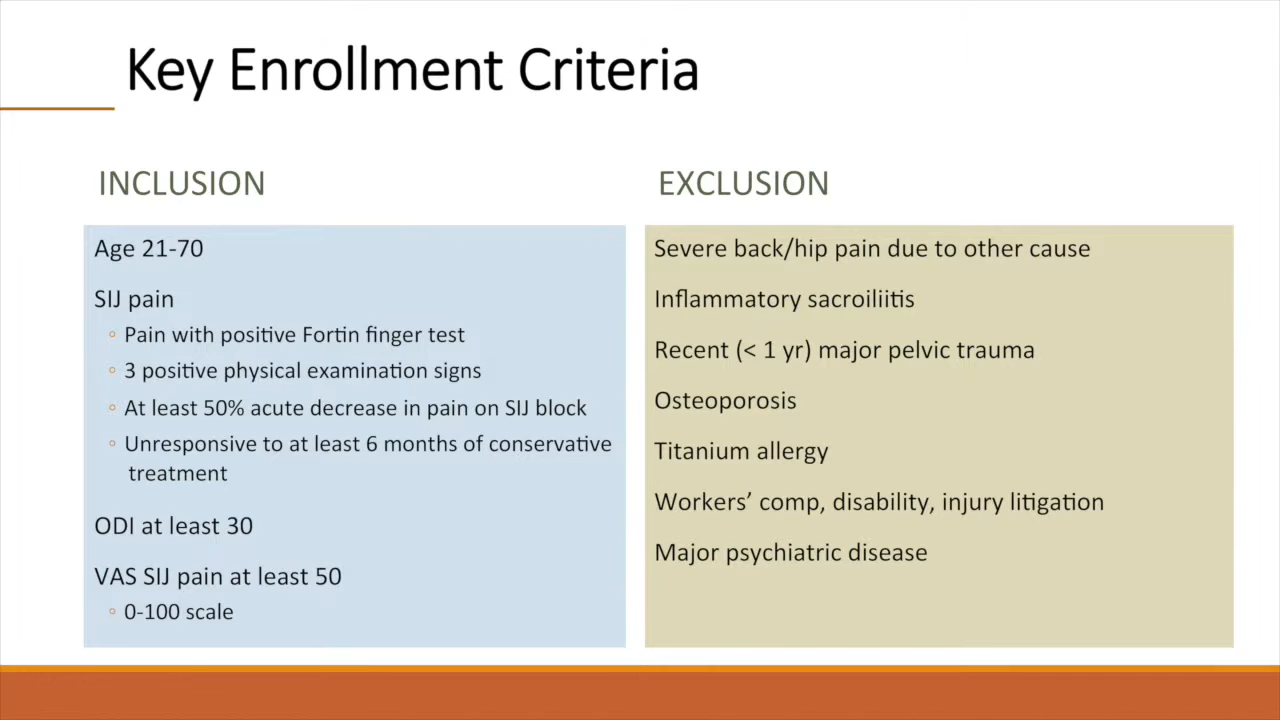 Key Enrollment Criteria
INCLUSION
Age 21-70
SIJ pain
◦ Pain with positive Fortin finger test
◦ 3 positive physical examination signs
◦ At least 50% acute decrease in pain on SIJ block
◦ Unresponsive to at least 6 months of conservative
treatment
ODI at least 30
VAS SIJ pain at least 50
◦ 0-100 scale
EXCLUSION
Severe back/hip pain due to other cause
Inflammatory sacroiliitis
Recent (< 1 yr) major pelvic trauma
Osteoporosis
Titanium allergy
Workers’ comp, disability, injury litigation
Major psychiatric disease